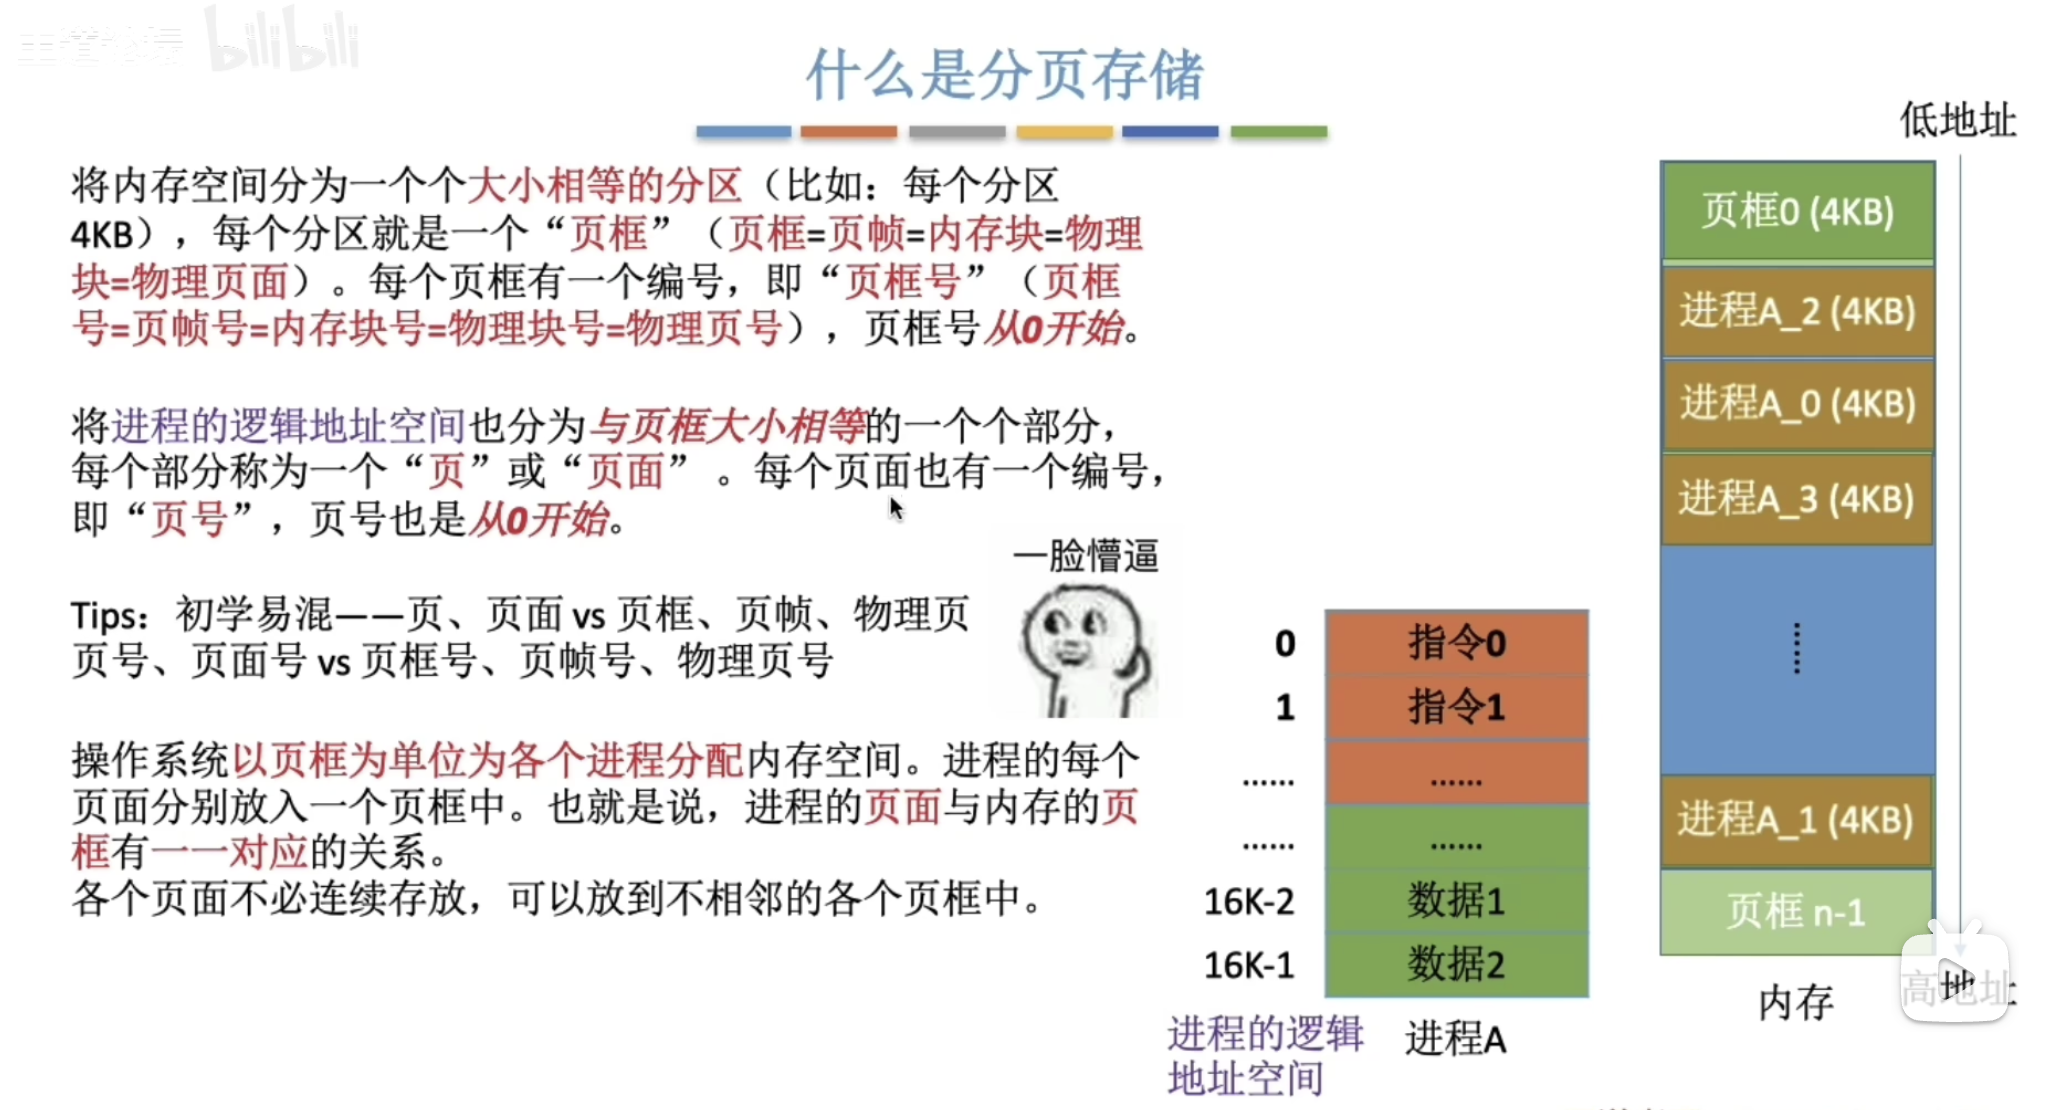 bilibili
什么是分页存储
低地址
将内存空间分为一个个大小相等的分区（比如：每个分区
4KB），每个分区就是一个“页框”（页框=页帧=内存块=物理
块=物理页面）。每个页框有一个编号，即“页框号”（页框
号=页帧号=内存块号=物理块号=物理页号），页框号从0开始。
将进程的逻辑地址空间也分为与页框大小相等的一个个部分，
每个部分称为一个“页”或“页面” 。每个页面也有一个编号，
即“页号”，页号也是从0开始。
Tips：初学易混——页、页面 vs 页框、页帧、物理页
页号、页面号 vs 页框号、页帧号、物理页号
一脸懵逼
操作系统以页框为单位为各个进程分配内存空间。进程的每个
页面分别放入一个页框中。也就是说，进程的页面与内存的页
框有一一对应的关系。
各个页面不必连续存放，可以放到不相邻的各个页框中。
0 指令0
1 指令1
...... ......
...... ......
16K-2 数据1
16K-1 数据2
进程的逻辑
地址空间
进程A
页框0 (4KB)
进程A_2 (4KB)
进程A_0 (4KB)
进程A_3 (4KB)
......
进程A_1 (4KB)
页框 n-1
内存
高地址